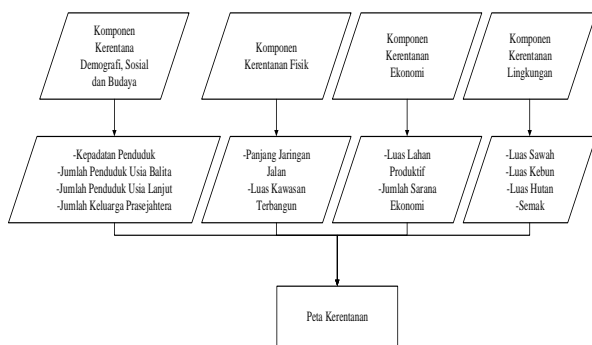 Komponen
Kerentana
Demografi, Sosial
dan Budaya
Komponen
Kerentanan Fisik
Komponen
Kerentanan
Ekonomi
Komponen
Kerentanan
Lingkungan
-Kepadatan Penduduk
-Jumlah Penduduk Usia Balita
-Jumlah Penduduk Usia Lanjut
-Jumlah Keluarga Prasejahtera
-Panjang Jaringan
Jalan
-Luas Kawasan
Terbangun
-Luas Lahan
Produktif
-Jumlah Sarana
Ekonomi
-Luas Sawah
-Luas Kebun
-Luas Hutan
-Semak
Peta Kerentanan